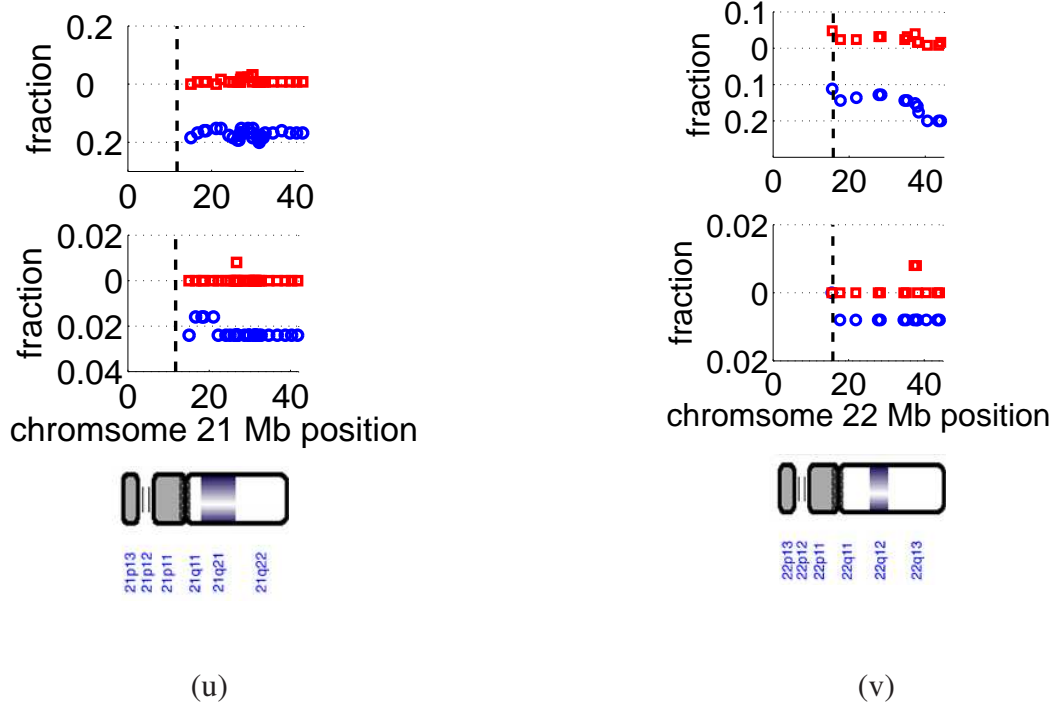 0.2
0
0.2
fraction
0 20 40
0.02
0
0.02
0.04
fraction
0 20 40
chromsome 21 Mb position
21p13
21p12
21p11
21q11
21q21
21q22
(u)
0.1
0
0.1
0.2
fraction
0 20 40
0.02
0
0.02
fraction
0 20 40
chromsome 22 Mb position
22p13
22p12
22p11
22q11
22q12
22q13
(v)